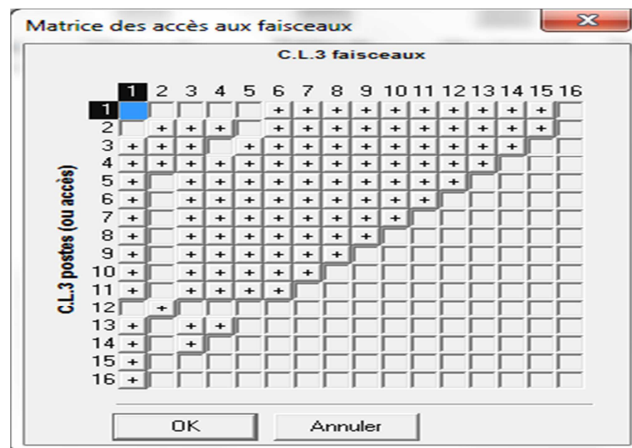 Matrice des accès aux faisceaux
C.L.3 faisceaux
1 2 3 4 5 6 7 8 9 10 11 12 13 14 15 16
C.L.3 postes (ou accès)
1 + + + + + + + + + +
2 + + + + + + + + + + + + +
3 + + + + + + + + + + + + +
4 + + + + + + + + + + + + +
5 + + + + + + + + + + +
6 + + + + + + + + + +
7 + + + + + + + + +
8 + + + + + + + +
9 + + + + + + +
10 + + + + + +
11 + + + + +
12 +
13 + + +
14 + +
15 +
16 +
OK Annuler